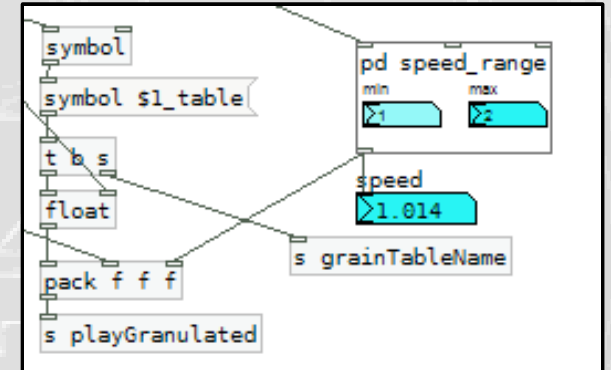 symbol
symbol $1_table
t b s
float
pack f f f
s playGranulated
pd speed_range
min max
1 2
speed
1.014
s grainTableName